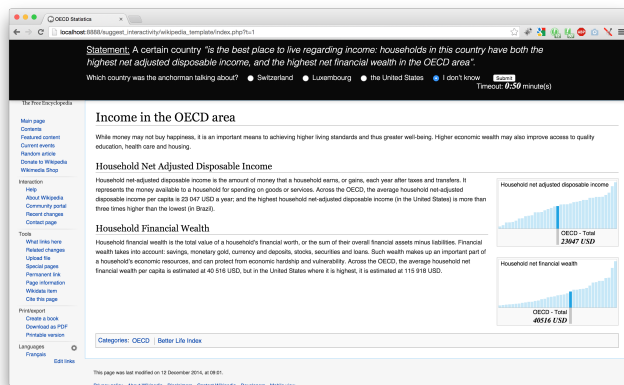 OECD Statistics
localhost:8888/suggest_interactivity/wikipedia_template/index.php?t=1
Statement: A certain country "is the best place to live regarding income: households in this country have both the
highest net adjusted disposable income, and the highest net financial wealth in the OECD area".
Which country was the anchorman talking about? Switzerland Luxembourg the United States I don't know Submit
Timeout: 0:50 minute(s)
The Free Encyclopedia
Main page
Contents
Featured content
Current events
Random article
Donate to Wikipedia
Wikimedia Shop
Interaction
Help
About Wikipedia
Community portal
Recent changes
Contact page
Tools
What links here
Related changes
Upload file
Special pages
Permanent link
Page information
Wikidata item
Cite this page
Print/export
Create a book
Download as PDF
Printable version
Languages
Français
Edit links
Income in the OECD area
While money may not buy happiness, it is an important means to achieving higher living standards and thus greater well-being. Higher economic wealth may also improve access to quality
education, health care and housing.
Household Net Adjusted Disposable Income
Household net-adjusted disposable income is the amount of money that a household earns, or gains, each year after taxes and transfers. It
represents the money available to a household for spending on goods or services. Across the OECD, the average household net-adjusted
disposable income per capita is 23 047 USD a year; and the highest household net-adjusted disposable income (in the United States) is more than
three times higher than the lowest (in Brazil).
Household net adjusted disposable income
OECD - Total
23047 USD
Household Financial Wealth
Household financial wealth is the total value of a household's financial worth, or the sum of their overall financial assets minus liabilities. Financial
wealth takes into account: savings, monetary gold, currency and deposits, stocks, securities and loans. Such wealth makes up an important part of
a household's economic resources, and can protect from economic hardship and vulnerability. Across the OECD, the average household net
financial wealth per capita is estimated at 40 516 USD, but in the United States where it is highest, it is estimated at 115 918 USD.
Household net financial wealth
OECD - Total
40516 USD
Categories: OECD Better Life Index
This page was last modified on 12 December 2014, at 09:01.